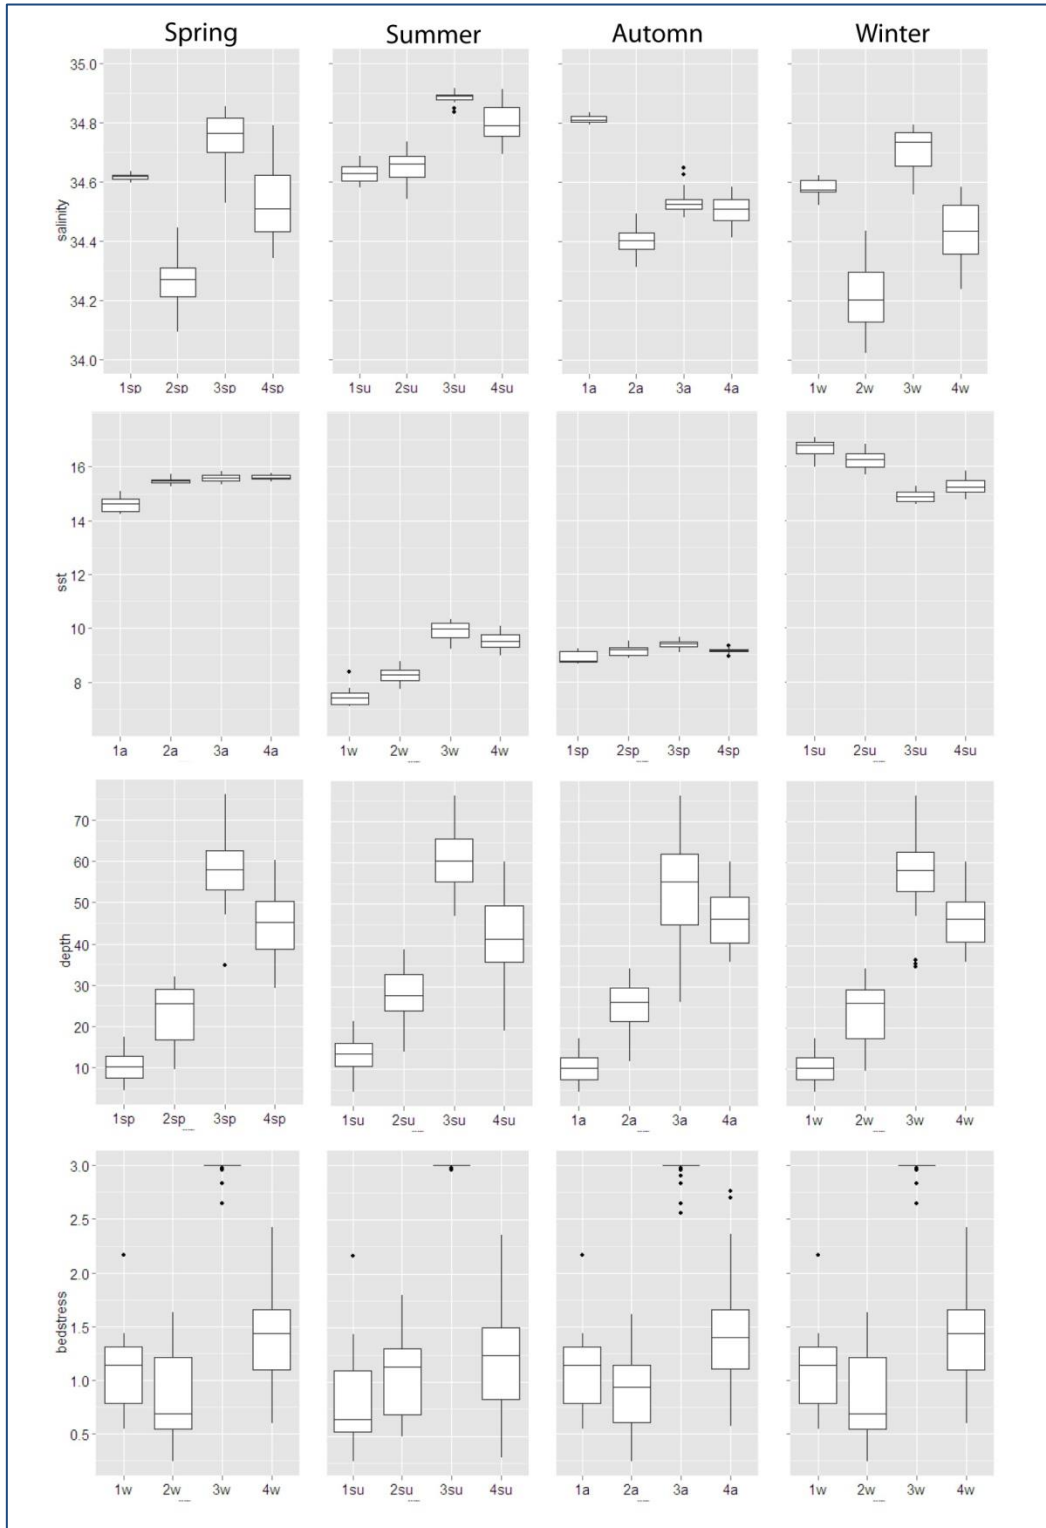 Spring Summer Automn Winter
35.0
34.8
34.6
34.4
34.2
34.0
salinity
1sp 2sp 3sp 4sp 1su 2su 3su 4su 1a 2a 3a 4a 1w 2w 3w 4w
16
14
12
10
8
sst
1a 2a 3a 4a 1w 2w 3w 4w 1sp 2sp 3sp 4sp 1su 2su 3su 4su
70
60
50
40
30
20
10
depth
1sp 2sp 3sp 4sp 1su 2su 3su 4su 1a 2a 3a 4a 1w 2w 3w 4w
3.0
2.5
2.0
1.5
1.0
0.5
bedstress
1w 2w 3w 4w 1su 2su 3su 4su 1a 2a 3a 4a 1w 2w 3w 4w